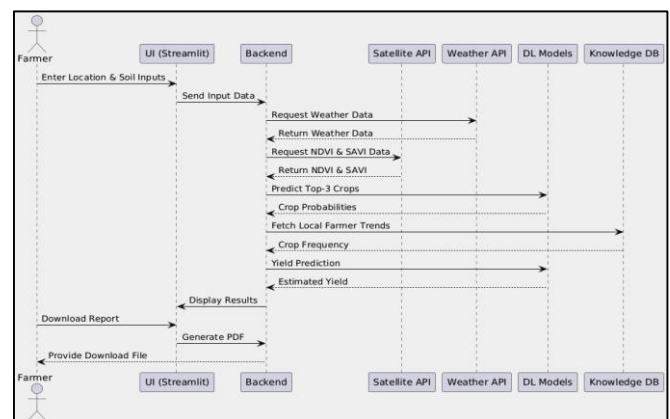 Farmer
UI (Streamlit)
Backend
Satellite API
Weather API
DL Models
Knowledge DB
Enter Location & Soil Inputs
Send Input Data
Request Weather Data
Return Weather Data
Request NDVI & SAVI Data
Return NDVI & SAVI
Predict Top-3 Crops
Crop Probabilities
Fetch Local Farmer Trends
Crop Frequency
Yield Prediction
Estimated Yield
Display Results
Download Report
Generate PDF
Provide Download File
Farmer
UI (Streamlit)
Backend
Satellite API
Weather API
DL Models
Knowledge DB